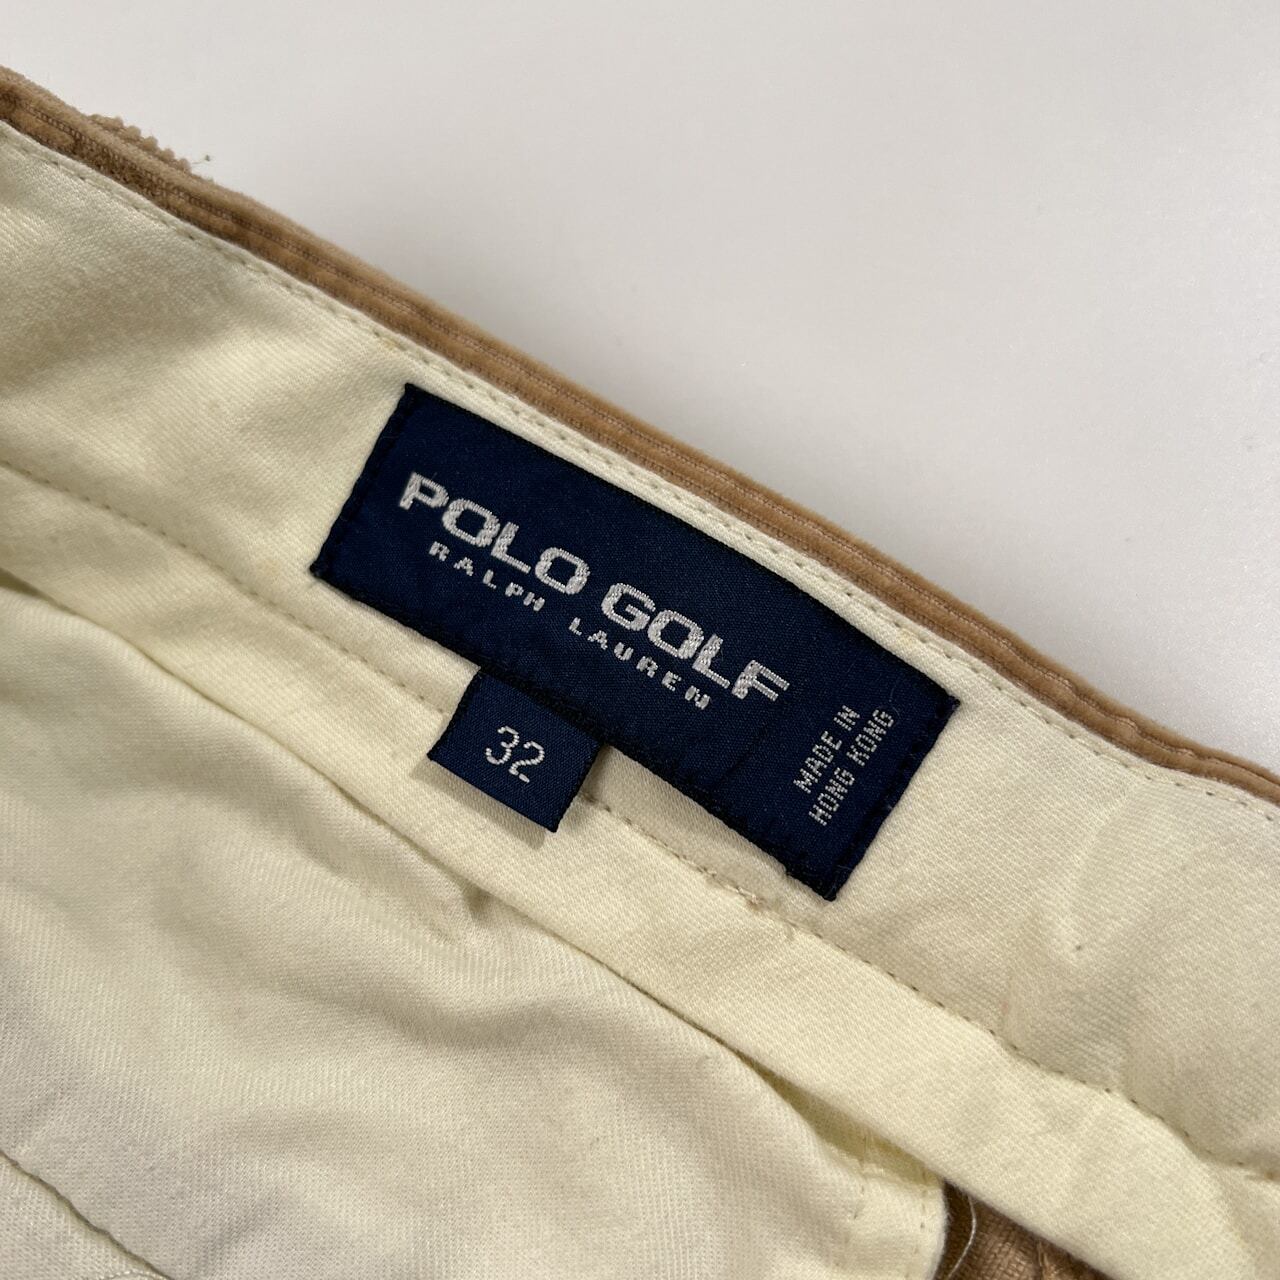 POLO GOLF
RALPH LAUREN
MADE IN
HONG KONG
32